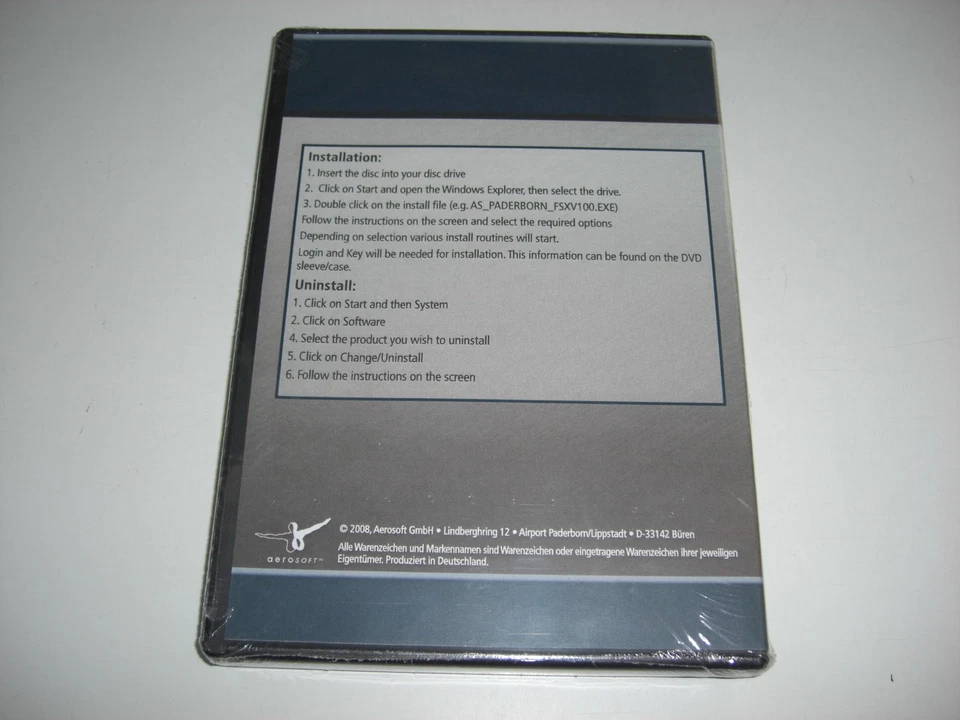 Installation:
1. Insert the disc into your disc drive
2. Click on Start and open the Windows Explorer, then select the drive.
3. Double click on the install file (e.g. AS_PADERBORN_FSXV100.EXE)
Follow the instructions on the screen and select the required options
Depending on selection various install routines will start.
Login and Key will be needed for installation. This information can be found on the DVD
sleeve/case.
Uninstall:
1. Click on Start and then System
2. Click on Software
4. Select the product you wish to uninstall
5. Click on Change/Uninstall
6. Follow the instructions on the screen
© 2008, Aerosoft GmbH • Lindberghring 12 • Airport Paderborn/Lippstadt • D-33142 Büren
Alle Warenzeichen und Markennamen sind Warenzeichen oder eingetragene Warenzeichen ihrer jeweiligen
Eigentümer. Produziert in Deutschland.
aerosoft™